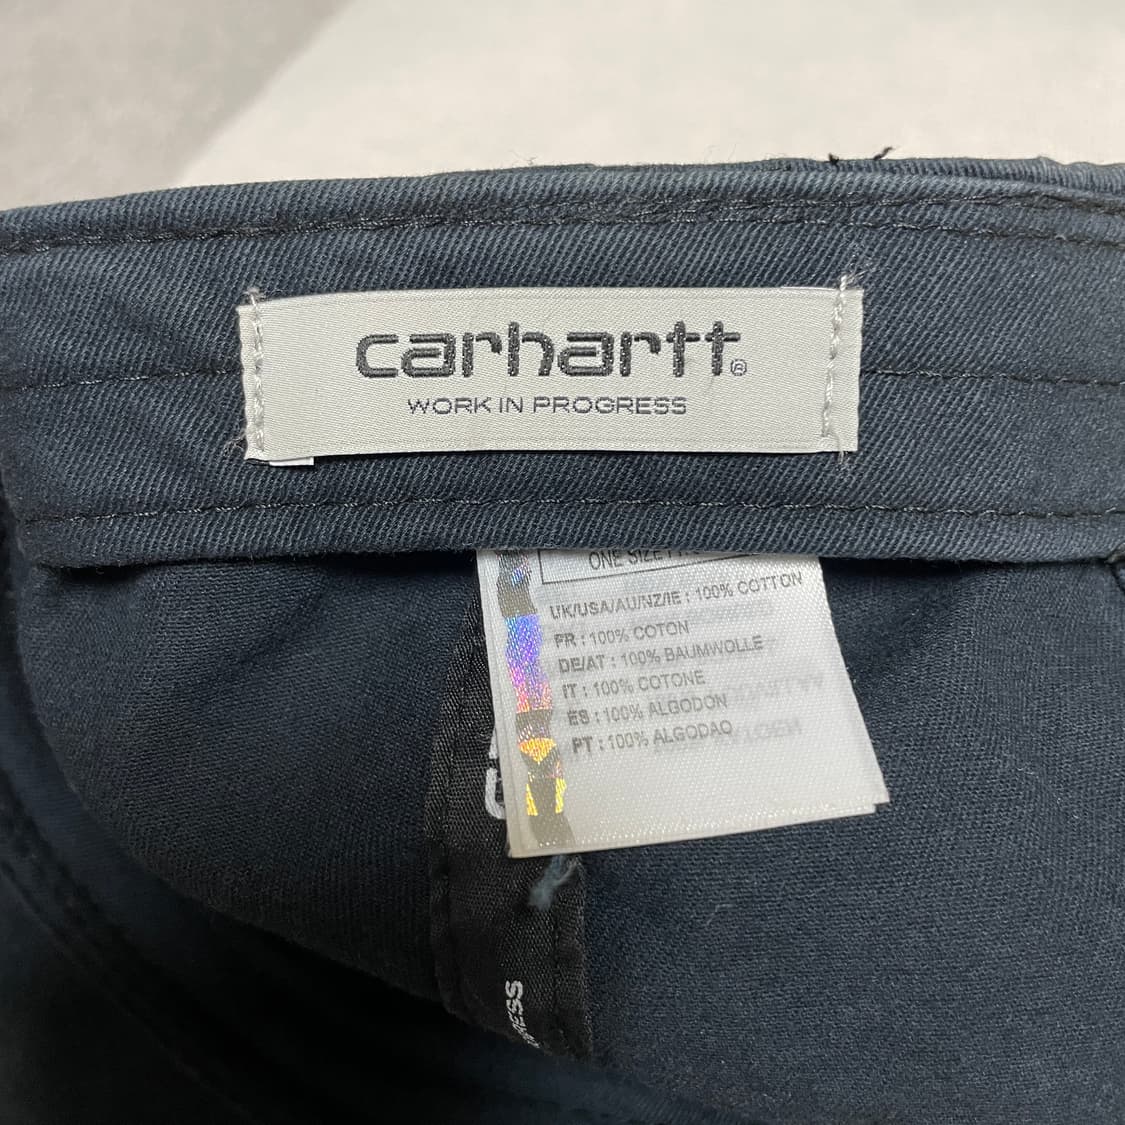 carhartt®
WORK IN PROGRESS
ONE SIZE
UK/USA/AU/NZ/IE : 100% COTTON
FR : 100% COTON
DE/AT : 100% BAUMWOLLE
IT : 100% COTONE
ES : 100% ALGODON
PT : 100% ALGODAO
RESS